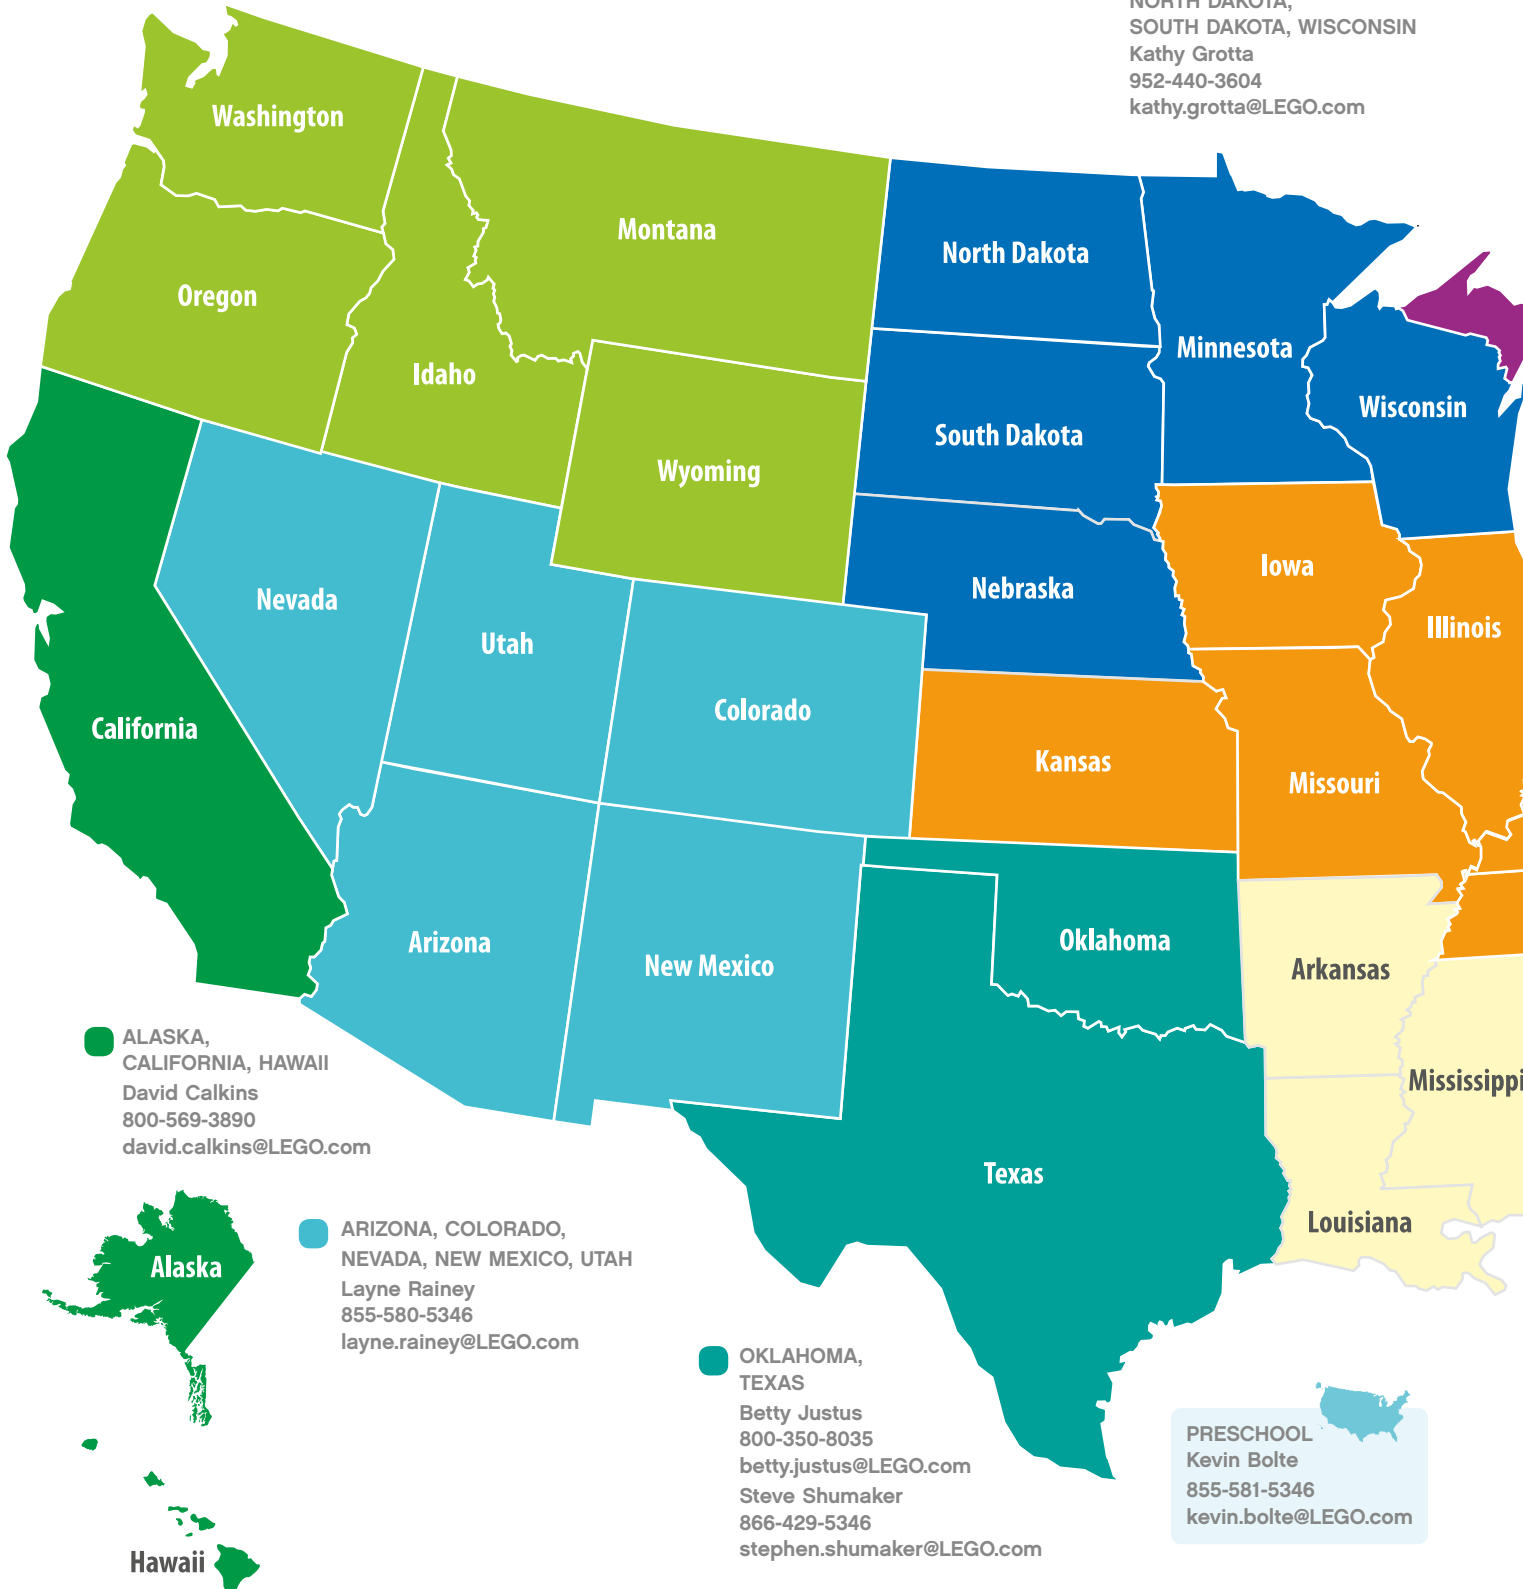 NORTH DAKOTA,
SOUTH DAKOTA, WISCONSIN
Kathy Grotta
952-440-3604
kathy.grotta@LEGO.com
Washington
Montana
North Dakota
Oregon
Minnesota
Idaho
Wisconsin
South Dakota
Wyoming
Iowa
Nebraska
Nevada
Illinois
Utah
Colorado
California
Kansas
Missouri
Oklahoma
Arizona
New Mexico
Arkansas
Mississippi
Texas
Louisiana
ALASKA,
CALIFORNIA, HAWAII
David Calkins
800-569-3890
david.calkins@LEGO.com
Alaska
Hawaii
ARIZONA, COLORADO,
NEVADA, NEW MEXICO, UTAH
Layne Rainey
855-580-5346
layne.rainey@LEGO.com
OKLAHOMA,
TEXAS
Betty Justus
800-350-8035
betty.justus@LEGO.com
Steve Shumaker
866-429-5346
stephen.shumaker@LEGO.com
PRESCHOOL
Kevin Bolte
855-581-5346
kevin.bolte@LEGO.com